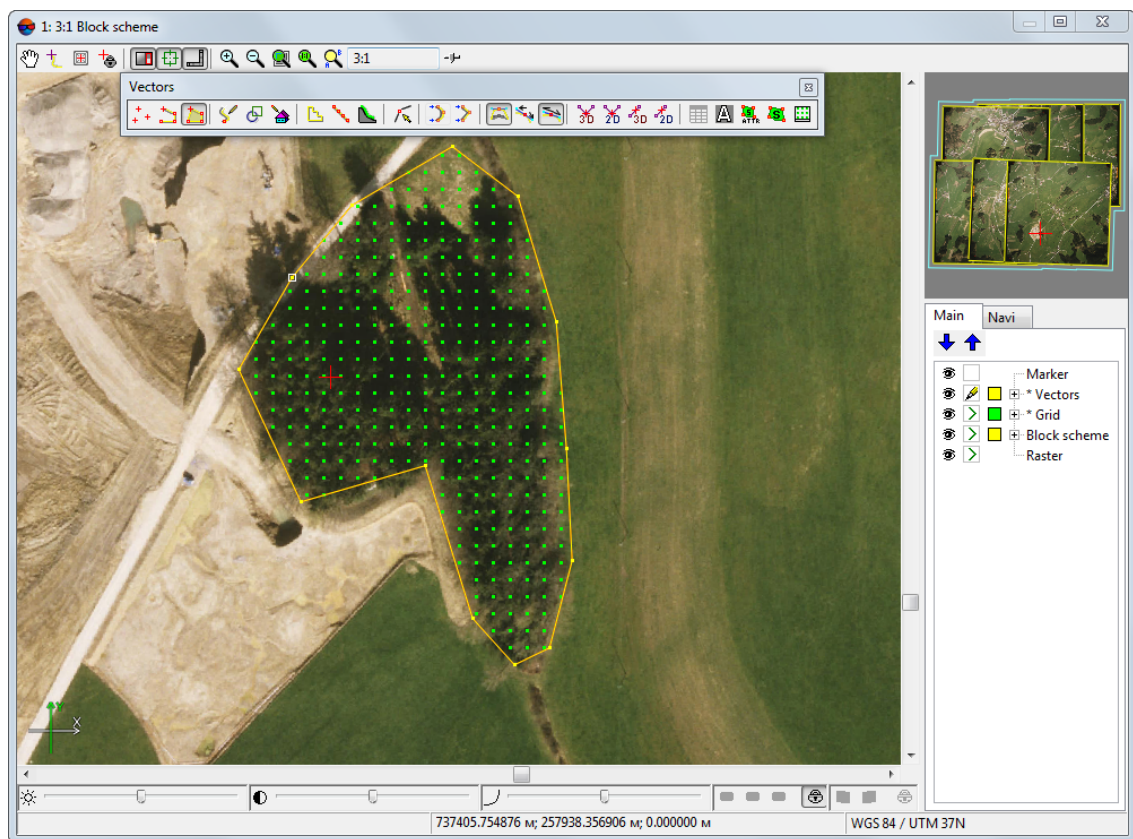 1: 3:1 Block scheme
3:1
Vectors
3D 2D 3D 2D A S ATTR S
Main Navi
Marker
* Vectors
* Grid
Block scheme
Raster
Y
X
737405.754876 м; 257938.356906 м; 0.000000 м
WGS 84 / UTM 37N